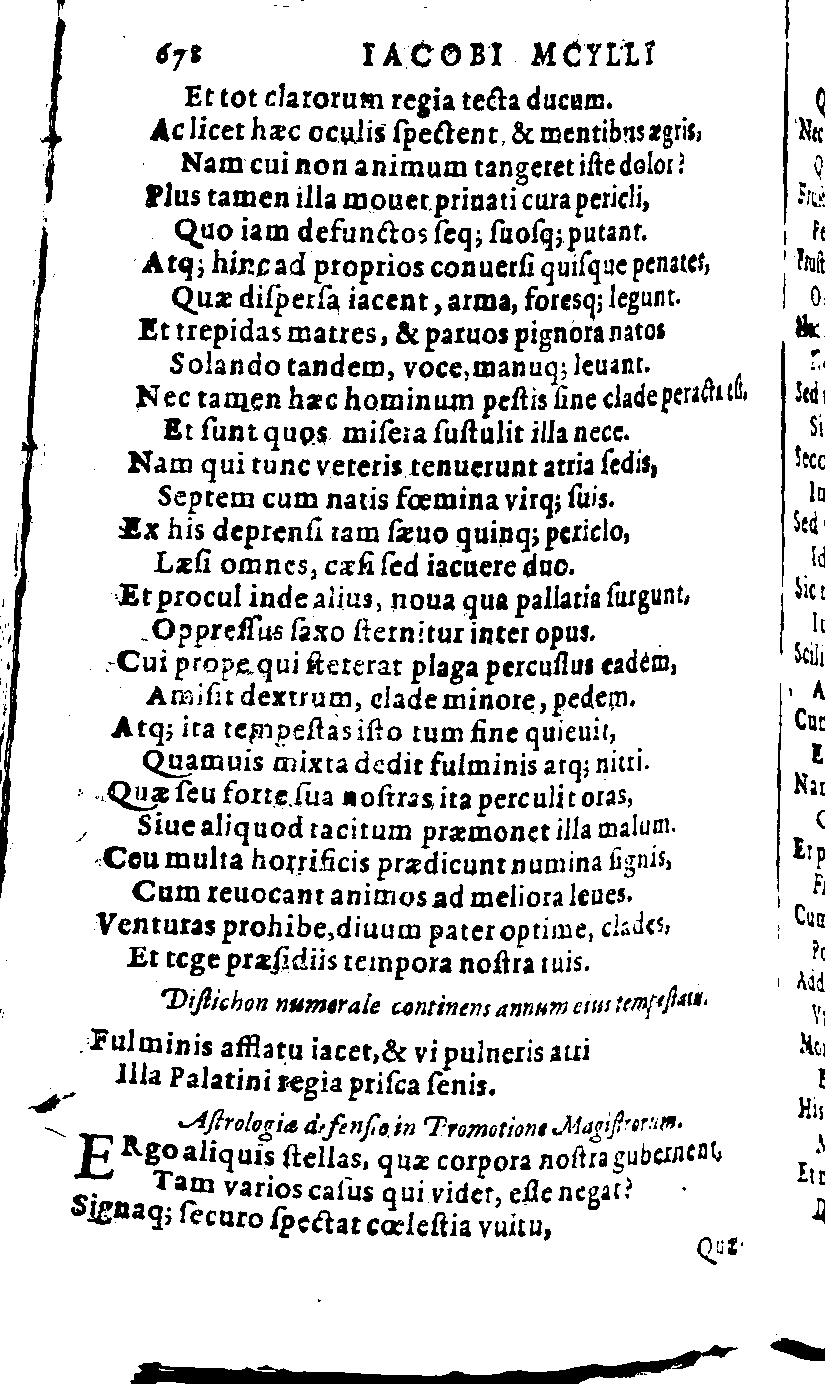 678 IACOBI MCYLLI
Et tot clarorum regia tecta ducum.
Ac licet hæc oculis ſpectent, & mentibus ægris,
Nam cui non animum tangeret iſte dolor?
Plus tamen illa mouet priuati cura pericli,
Quo iam defunctos ſeq; ſuoſq; putant.
Atq; hinc ad proprios conuerſi quiſque penates,
Quæ diſperſa iacent, arma, foresq; legunt.
Et trepidas matres, & paruos pignora natos
Solando tandem, voce, manuq; leuant.
Nec tamen hæc hominum peſtis ſine clade peracta eſt,
Et ſunt quos miſera ſuſtulit illa nece.
Nam qui tunc veteris tenuerunt atria ſedis,
Septem cum natis fœmina virq; ſuis.
Ex his deprenſi tam ſæuo quinq; periclo,
Læſi omnes, cæſi ſed iacuere duo.
Et procul inde alius, noua qua pallatia ſurgunt,
Oppreſſus ſaxo ſternitur inter opus.
Cui prope qui ſteterat plaga percuſſus eadem,
Amiſit dextrum, clade minore, pedem.
Atq; ita tempeſtas iſto tum fine quieuit,
Quamuis mixta dedit fulminis atq; nitri.
Quæ ſeu forte ſua noſtras ita perculit oras,
Siue aliquod tacitum præmonet illa malum.
Ceu multa horrificis prædicunt numina ſignis,
Cum reuocant animos ad meliora leues.
Venturas prohibe, diuum pater optime, clades,
Et tege præſidiis tempora noſtra tuis.
Diſtichon numerale continens annum eius tempeſtatis.
Fulminis afflatu iacet, & vi pulueris atri
Illa Palatini regia priſca ſenis.
Aſtrologiæ defenſio in Promotione Magiſtrorum.
ERgo aliquis ſtellas, quæ corpora noſtra gubernent,
Tam varios caſus qui videt, eſſe negat?
Signaq; ſecuro ſpectat cœleſtia vultu,
Quæ